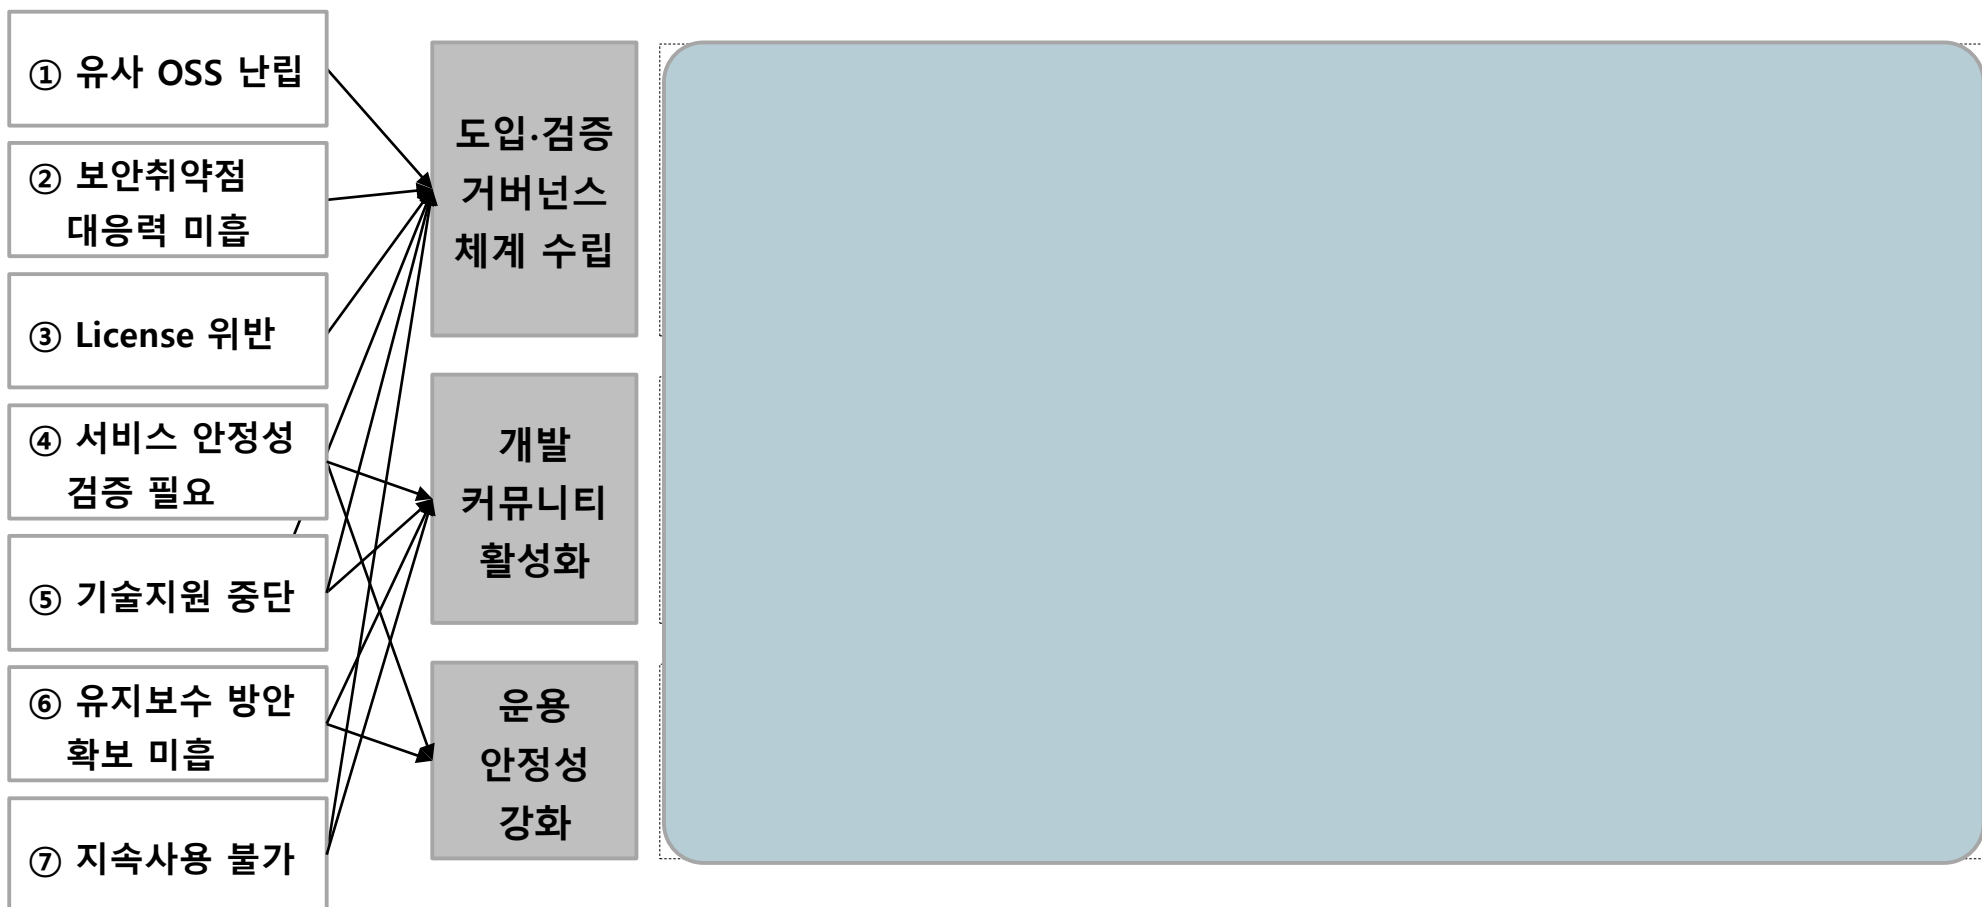 ① 유사 OSS 난립
② 보안취약점
대응력 미흡
③ License 위반
④ 서비스 안정성
검증 필요
⑤ 기술지원 중단
⑥ 유지보수 방안
확보 미흡
⑦ 지속사용 불가
도입·검증
거버넌스
체계 수립
개발
커뮤니티
활성화
운용
안정성
강화